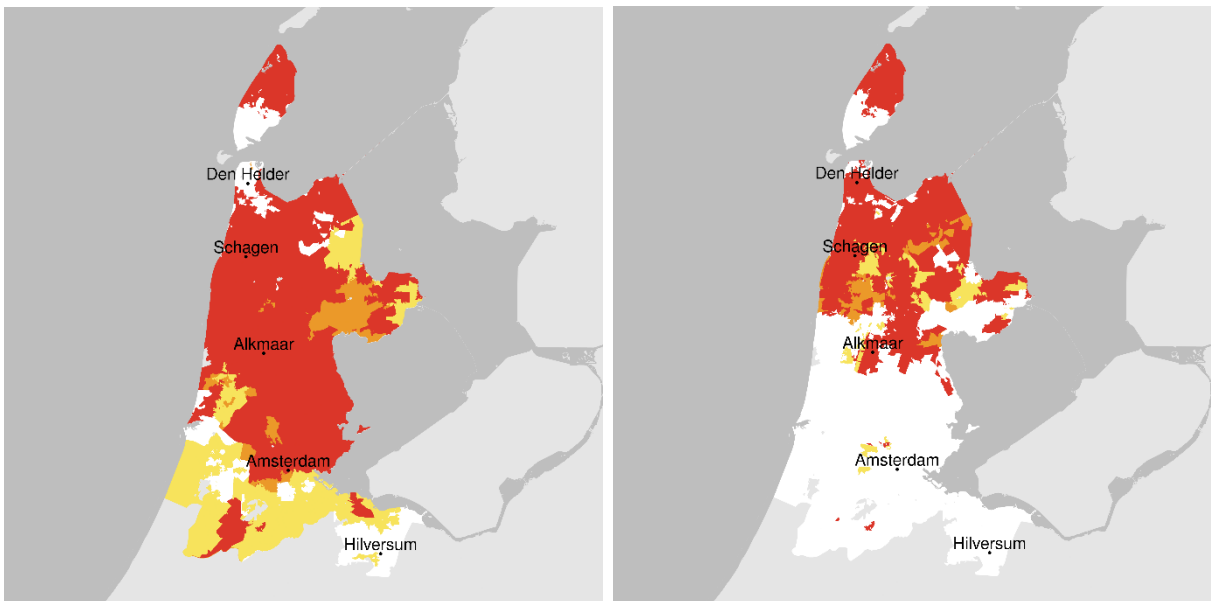 Den Helder
Schagen
Alkmaar
Amsterdam
Hilversum
Den Helder
Schagen
Alkmaar
Amsterdam
Hilversum